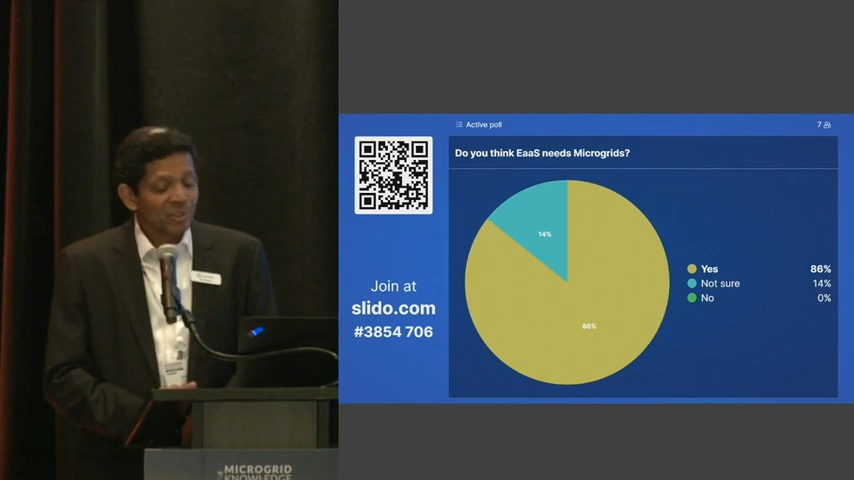 Active poll
7
Do you think EaaS needs Microgrids?
14%
86%
Yes 86%
Not sure 14%
No 0%
Join at
slido.com
#3854 706
MICROGRID
KNOWLEDGE